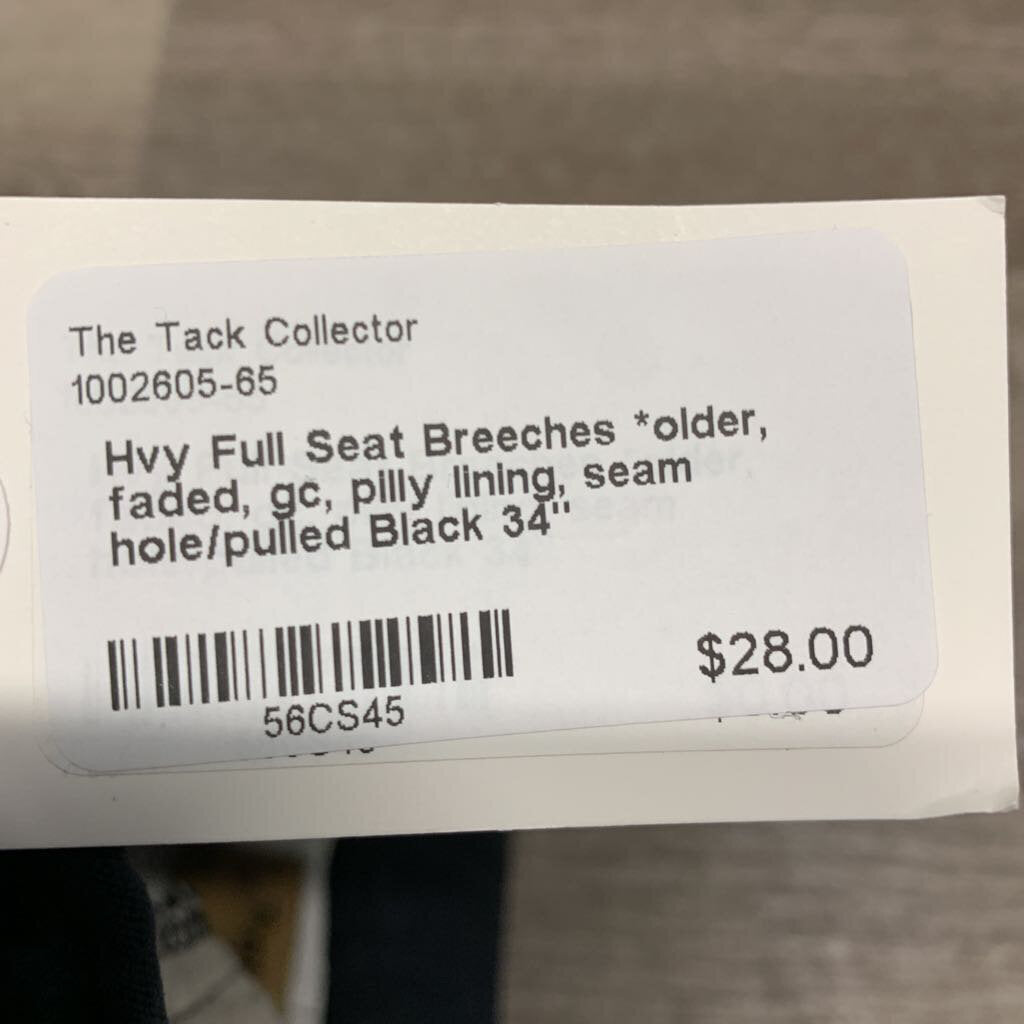 The Tack Collector
1002605-65
Hvy Full Seat Breeches *older,
faded, gc, pilly lining, seam
hole/pulled Black 34"
56CS45
$28.00